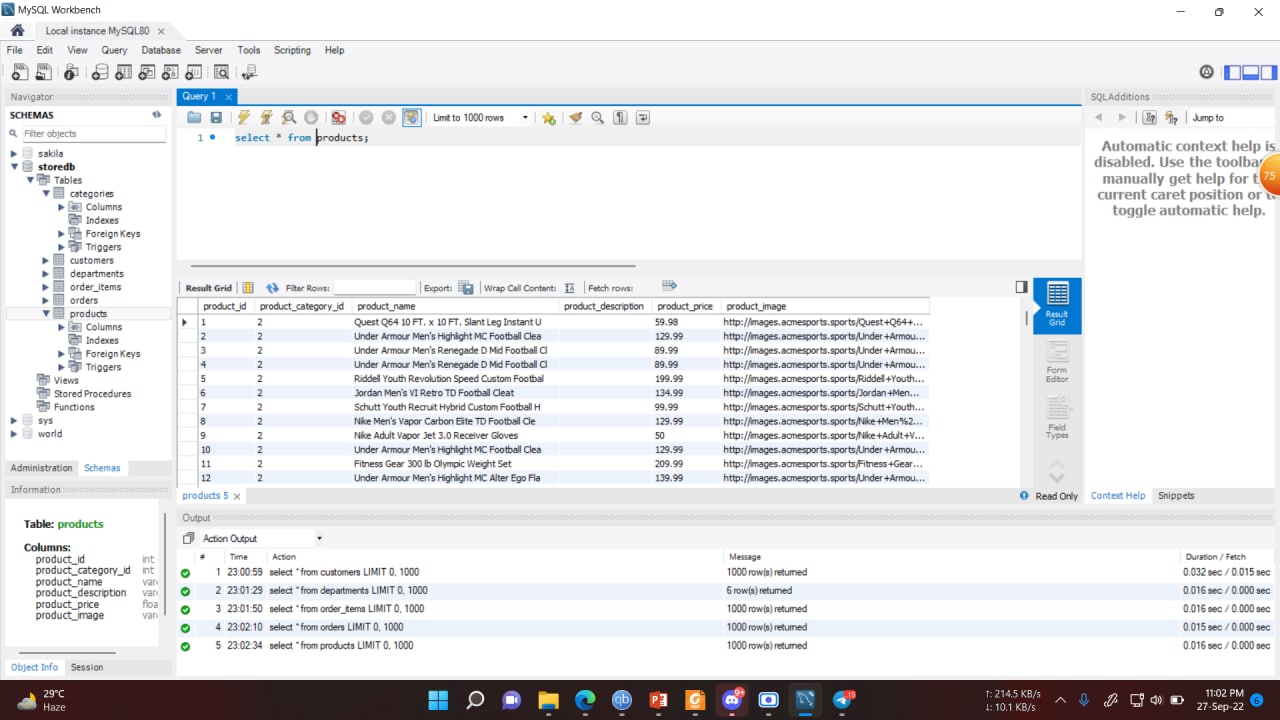 MySQL Workbench
Local instance MySQL80
File Edit View Query Database Server Tools Scripting Help
Navigator
SCHEMAS
Filter objects
sakila
storedb
Tables
categories
Columns
Indexes
Foreign Keys
Triggers
customers
departments
order_items
orders
products
Columns
Indexes
Foreign Keys
Triggers
Views
Stored Procedures
Functions
sys
world
Administration Schemas
Information
Table: products
Columns:
product_id int
product_category_id int
product_name varc
product_description varc
product_price floa
product_image varc
Object Info Session
Query 1
Limit to 1000 rows
1 select * from products;
Result Grid Filter Rows: Export: Wrap Cell Content: Fetch rows:
product_id product_category_id product_name product_description product_price product_image
1 2 Quest Q64 10 FT. x 10 FT. Slant Leg Instant U 59.98 http://images.acmesports.sports/Quest+Q64+...
2 2 Under Armour Men's Highlight MC Football Clea 129.99 http://images.acmesports.sports/Under+Armou...
3 2 Under Armour Men's Renegade D Mid Football Cl 89.99 http://images.acmesports.sports/Under+Armou...
4 2 Under Armour Men's Renegade D Mid Football Cl 89.99 http://images.acmesports.sports/Under+Armou...
5 2 Riddell Youth Revolution Speed Custom Footbal 199.99 http://images.acmesports.sports/Riddell+Youth...
6 2 Jordan Men's VI Retro TD Football Cleat 134.99 http://images.acmesports.sports/Jordan+Men...
7 2 Schutt Youth Recruit Hybrid Custom Football H 99.99 http://images.acmesports.sports/Schutt+Youth...
8 2 Nike Men's Vapor Carbon Elite TD Football Cle 129.99 http://images.acmesports.sports/Nike+Men%2...
9 2 Nike Adult Vapor Jet 3.0 Receiver Gloves 50 http://images.acmesports.sports/Nike+Adult+V...
10 2 Under Armour Men's Highlight MC Football Clea 129.99 http://images.acmesports.sports/Under+Armou...
11 2 Fitness Gear 300 lb Olympic Weight Set 209.99 http://images.acmesports.sports/Fitness+Gear...
12 2 Under Armour Men's Highlight MC Alter Ego Fla 139.99 http://images.acmesports.sports/Under+Armou...
Result Grid
Form Editor
Field Types
products 5
Read Only
SQLAdditions
Jump to
Automatic context help is
disabled. Use the toolba
manually get help for t
current caret position or t
toggle automatic help.
75
Context Help Snippets
Output
Action Output
# Time Action Message Duration / Fetch
1 23:00:59 select * from customers LIMIT 0, 1000 1000 row(s) returned 0.032 sec / 0.015 sec
2 23:01:29 select * from departments LIMIT 0, 1000 6 row(s) returned 0.016 sec / 0.000 sec
3 23:01:50 select * from order_items LIMIT 0, 1000 1000 row(s) returned 0.016 sec / 0.000 sec
4 23:02:10 select * from orders LIMIT 0, 1000 1000 row(s) returned 0.015 sec / 0.000 sec
5 23:02:34 select * from products LIMIT 0, 1000 1000 row(s) returned 0.016 sec / 0.000 sec
29°C
Haze
↑: 214.5 KB/s
↓: 10.1 KB/s
11:02 PM
27-Sep-22